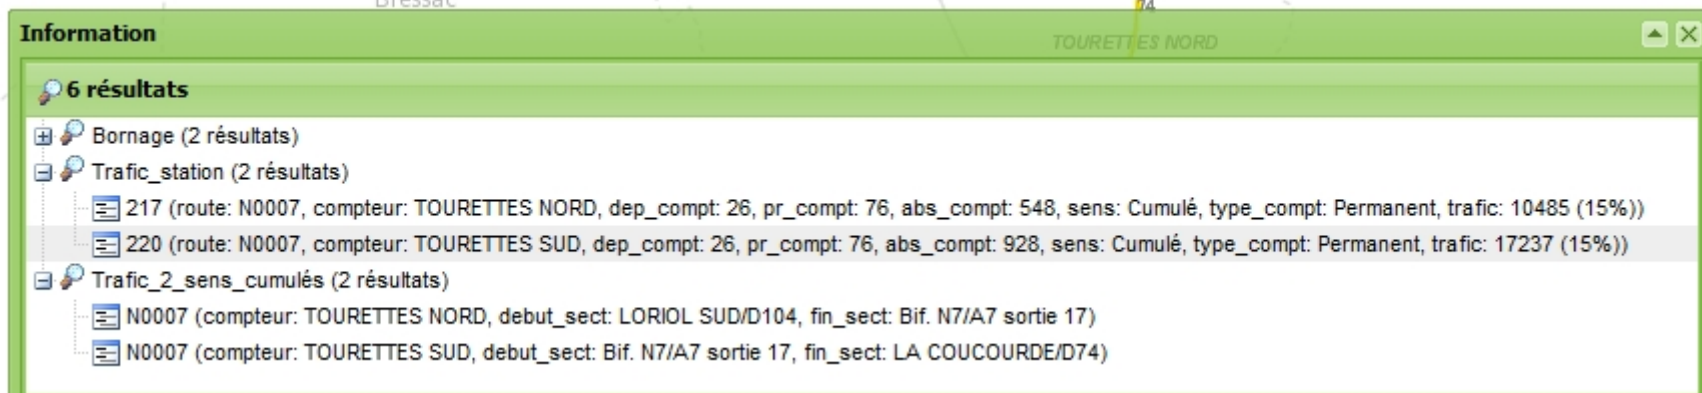 Bressac
74
TOURETTES NORD
Information
6 résultats
Bornage (2 résultats)
Trafic_station (2 résultats)
217 (route: N0007, compteur: TOURETTES NORD, dep_compt: 26, pr_compt: 76, abs_compt: 548, sens: Cumulé, type_compt: Permanent, trafic: 10485 (15%))
220 (route: N0007, compteur: TOURETTES SUD, dep_compt: 26, pr_compt: 76, abs_compt: 928, sens: Cumulé, type_compt: Permanent, trafic: 17237 (15%))
Trafic_2_sens_cumulés (2 résultats)
N0007 (compteur: TOURETTES NORD, debut_sect: LORIOL SUD/D104, fin_sect: Bif. N7/A7 sortie 17)
N0007 (compteur: TOURETTES SUD, debut_sect: Bif. N7/A7 sortie 17, fin_sect: LA COUCOURDE/D74)